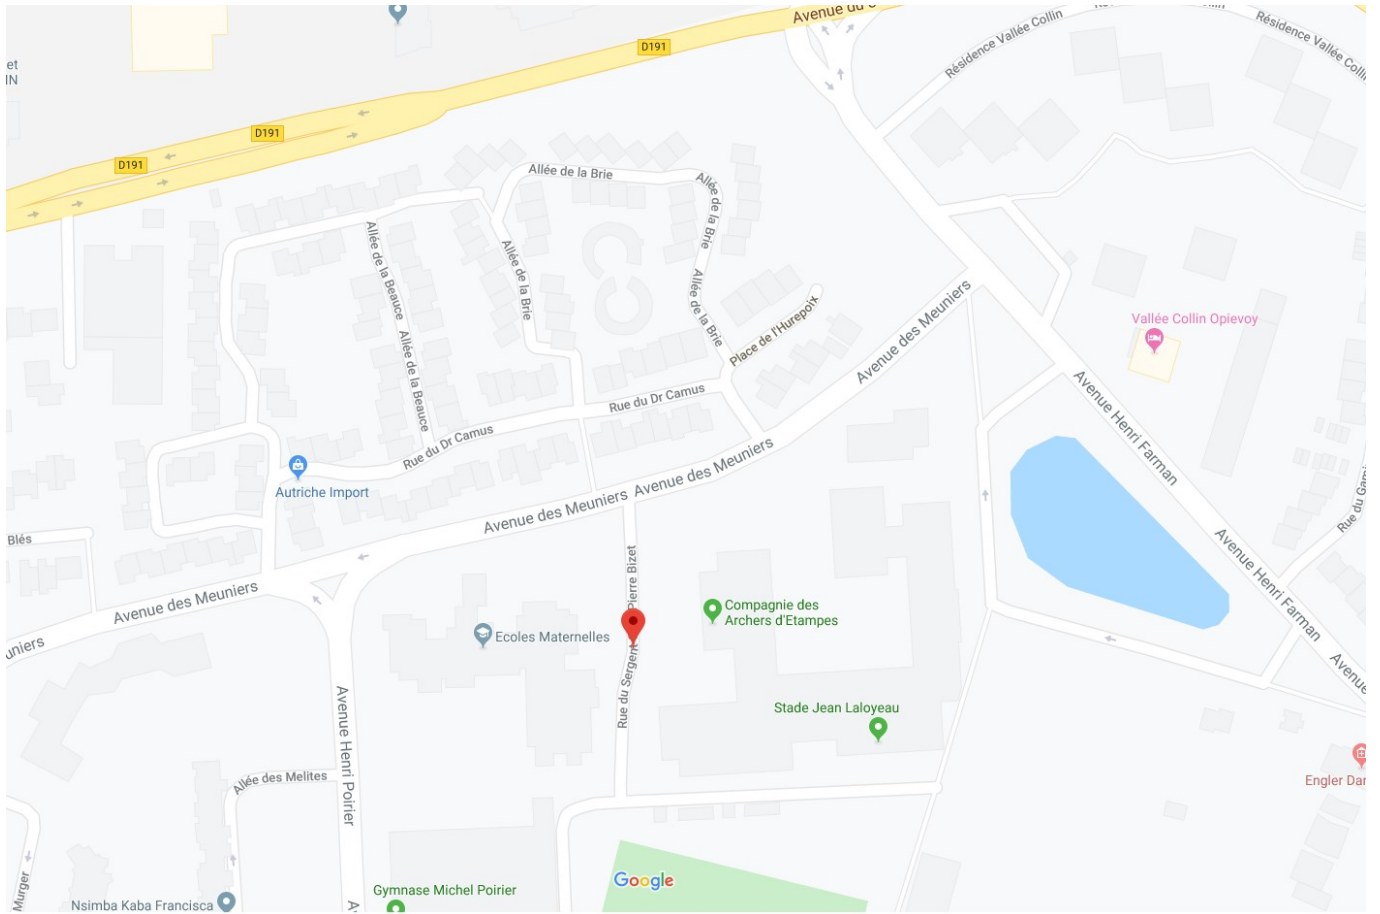 Avenue du
D191
Résidence Vallée Collin
Résidence Vallée Collin
et
IN
D191
D191
Allée de la Brie
Allée de la Brie
Allée de la Beauce
Allée de la Brie
Allée de la Brie
Allée de la Beauce
Place de l'Hurepoix
Avenue des Meuniers
Vallée Collin Opievoy
Rue du Dr Camus
Rue du Dr Camus
Avenue Henri Farman
Avenue des Meuniers
Avenue des Meuniers
Autriche Import
Blés
Avenue Henri Farman
Avenue des Meuniers
uniers
Pierre Bizet
Rue du Sergent
Ecoles Maternelles
Compagnie des
Archers d'Etampes
Avenue
Stade Jean Laloyeau
Avenue Henri Poirier
Allée des Melites
Engler Dar
Murger
Google
Gymnase Michel Poirier
Nsimba Kaba Francisca